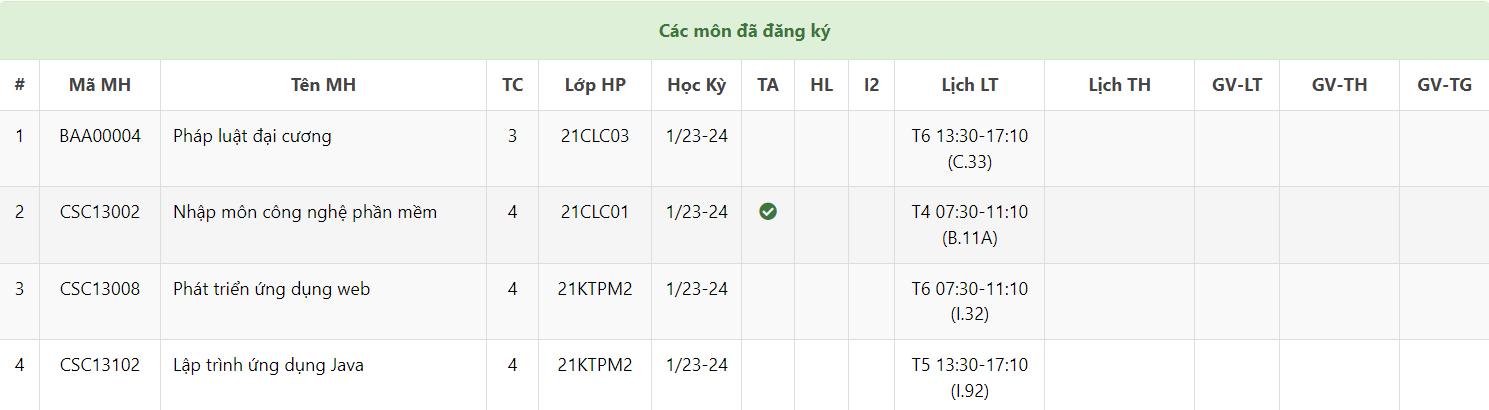 Các môn đã đăng ký
# Mã MH Tên MH TC Lớp HP Học Kỳ TA HL I2 Lịch LT Lịch TH GV-LT GV-TH GV-TG
1 BAA00004 Pháp luật đại cương 3 21CLC03 1/23-24 T6 13:30-17:10
(C.33)
2 CSC13002 Nhập môn công nghệ phần mềm 4 21CLC01 1/23-24 T4 07:30-11:10
(B.11A)
3 CSC13008 Phát triển ứng dụng web 4 21KTPM2 1/23-24 T6 07:30-11:10
(I.32)
4 CSC13102 Lập trình ứng dụng Java 4 21KTPM2 1/23-24 T5 13:30-17:10
(I.92)